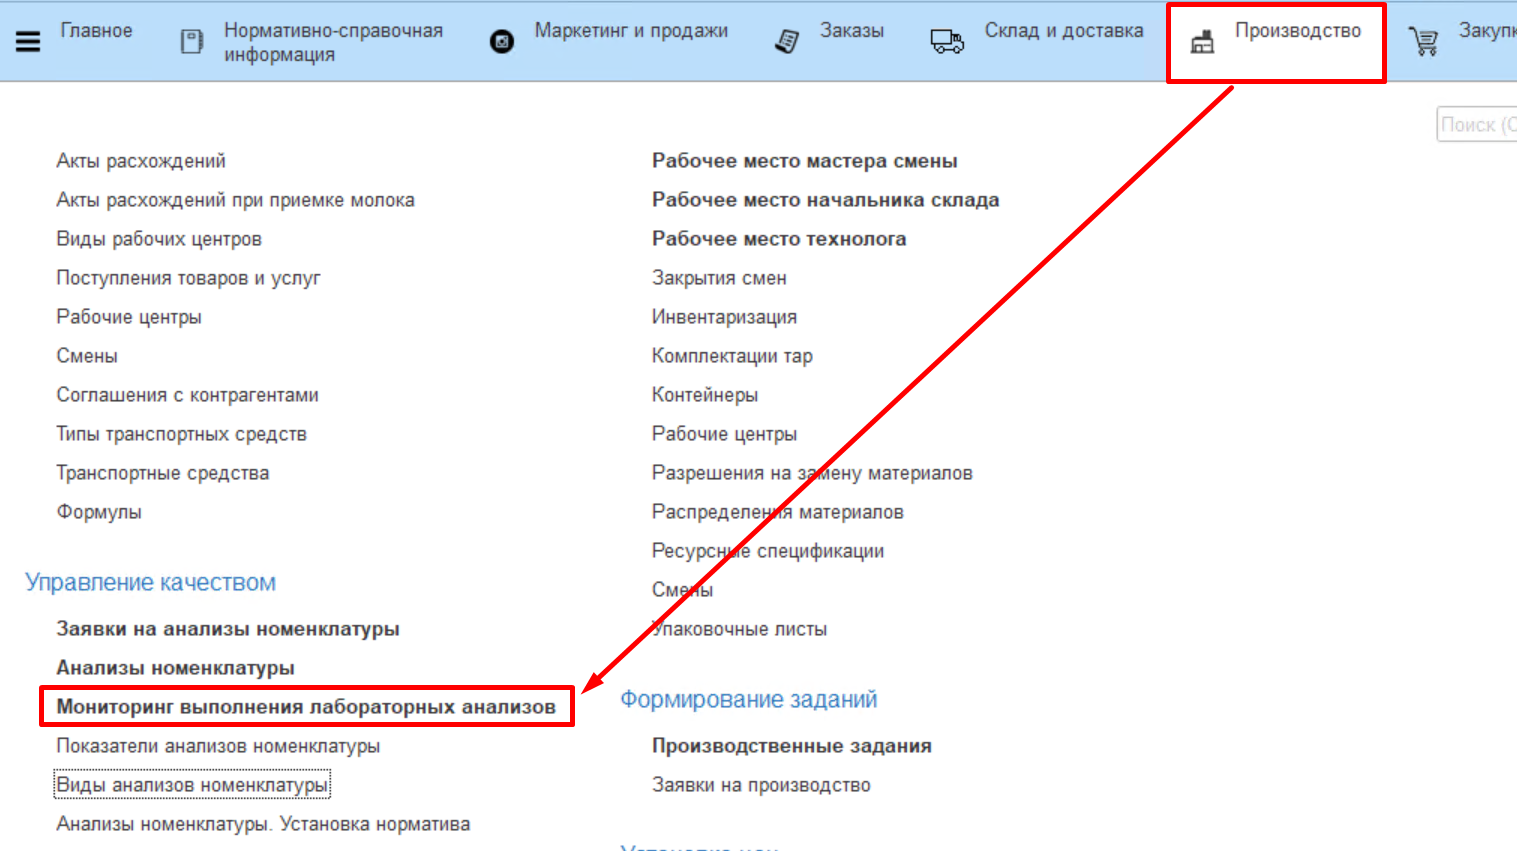 Главное
Нормативно-справочная
информация
Маркетинг и продажи
Заказы
Склад и доставка
Производство
Поиск (
Акты расхождений
Акты расхождений при приемке молока
Виды рабочих центров
Поступления товаров и услуг
Рабочие центры
Смены
Соглашения с контрагентами
Типы транспортных средств
Транспортные средства
Формулы
Управление качеством
Заявки на анализы номенклатуры
Анализы номенклатуры
Мониторинг выполнения лабораторных анализов
Показатели анализов номенклатуры
Виды анализов номенклатуры
Анализы номенклатуры. Установка норматива
Рабочее место мастера смены
Рабочее место начальника склада
Рабочее место технолога
Закрытия смен
Инвентаризация
Комплектации тар
Контейнеры
Рабочие центры
Разрешения на замену материалов
Распределения материалов
Ресурсные спецификации
Смены
Упаковочные листы
Формирование заданий
Производственные задания
Заявки на производство